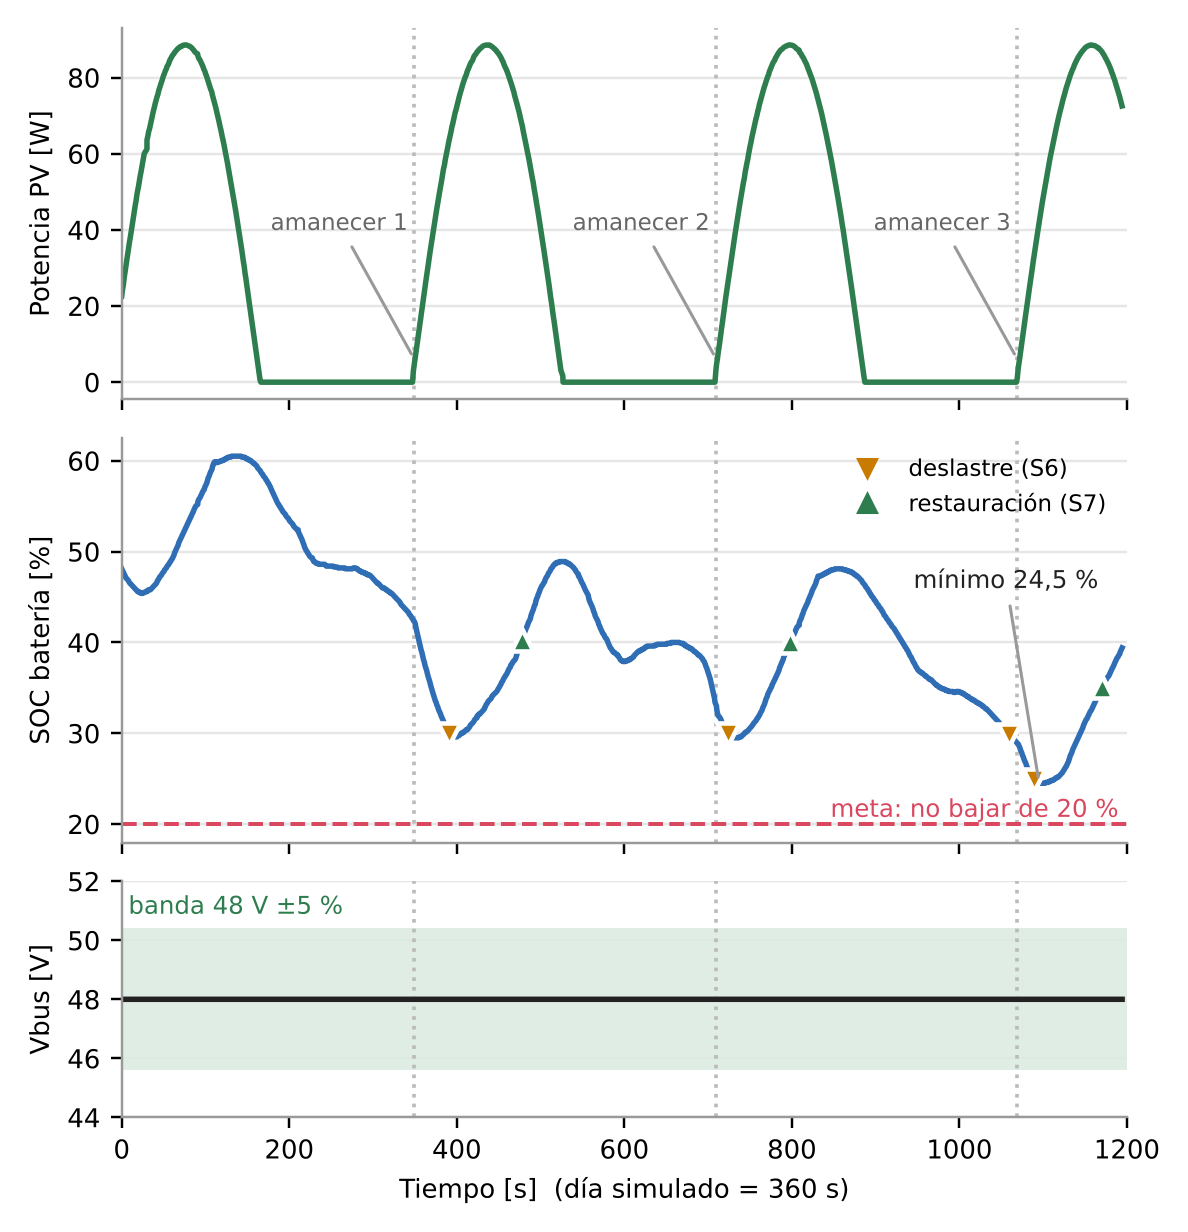 Potencia PV [W]
80
60
40
20
0
amanecer 1
amanecer 2
amanecer 3
SOC batería [%]
60
50
40
30
20
deslastre (S6)
restauración (S7)
mínimo 24,5 %
meta: no bajar de 20 %
Vbus [V]
52
50
48
46
44
banda 48 V ±5 %
0
200
400
600
800
1000
1200
Tiempo [s]  (día simulado = 360 s)